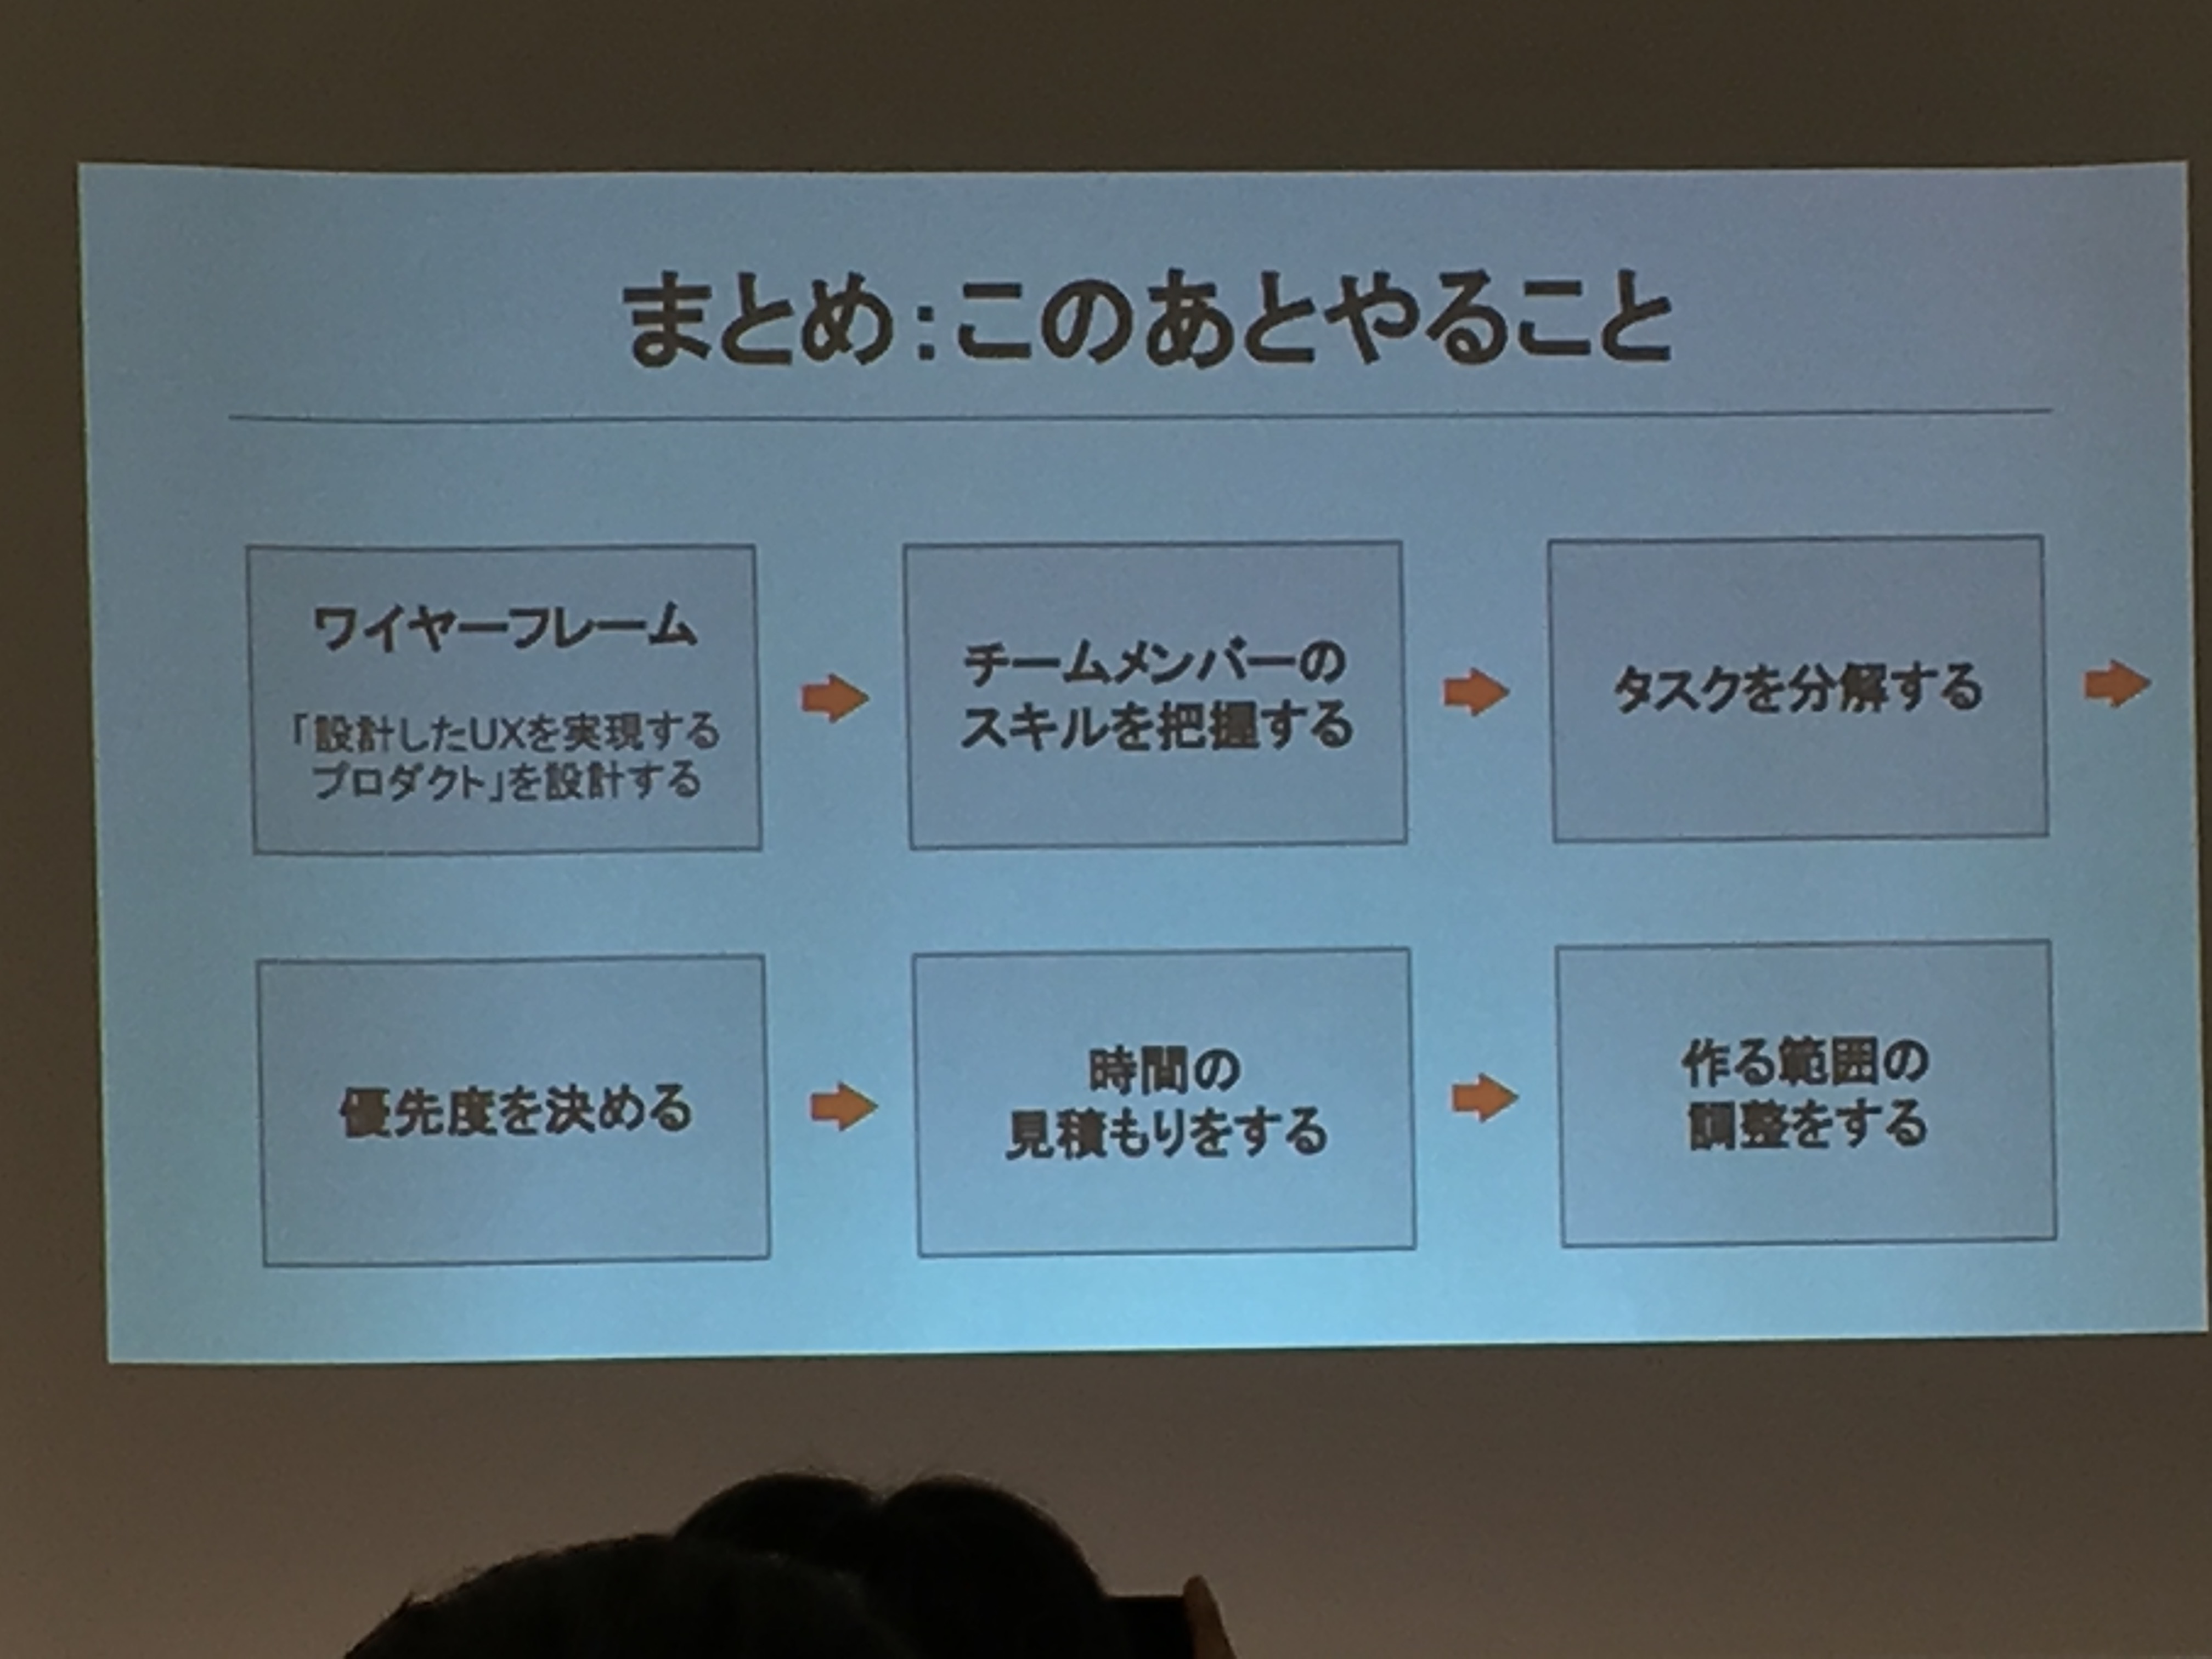 まとめ：このあとやること
ワイヤーフレーム
「設計したUXを実現する
プロダクト」を設計する
チームメンバーの
スキルを把握する
タスクを分解する
優先度を決める
時間の
見積もりをする
作る範囲の
調整をする